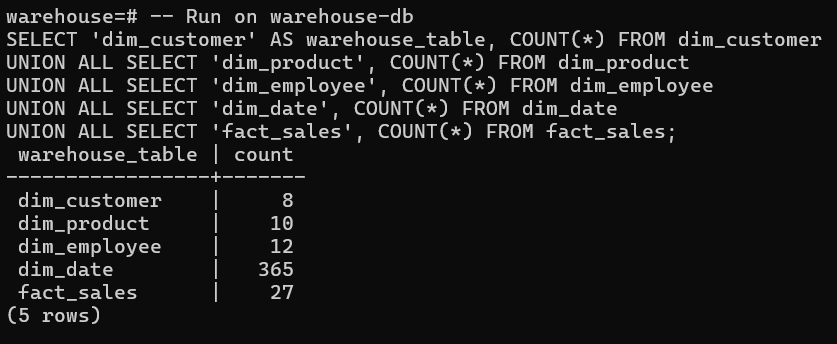 warehouse=# -- Run on warehouse-db
SELECT 'dim_customer' AS warehouse_table, COUNT(*) FROM dim_customer
UNION ALL SELECT 'dim_product', COUNT(*) FROM dim_product
UNION ALL SELECT 'dim_employee', COUNT(*) FROM dim_employee
UNION ALL SELECT 'dim_date', COUNT(*) FROM dim_date
UNION ALL SELECT 'fact_sales', COUNT(*) FROM fact_sales;
 warehouse_table | count
-----------------+-------
 dim_customer    |     8
 dim_product     |    10
 dim_employee    |    12
 dim_date        |   365
 fact_sales      |    27
(5 rows)